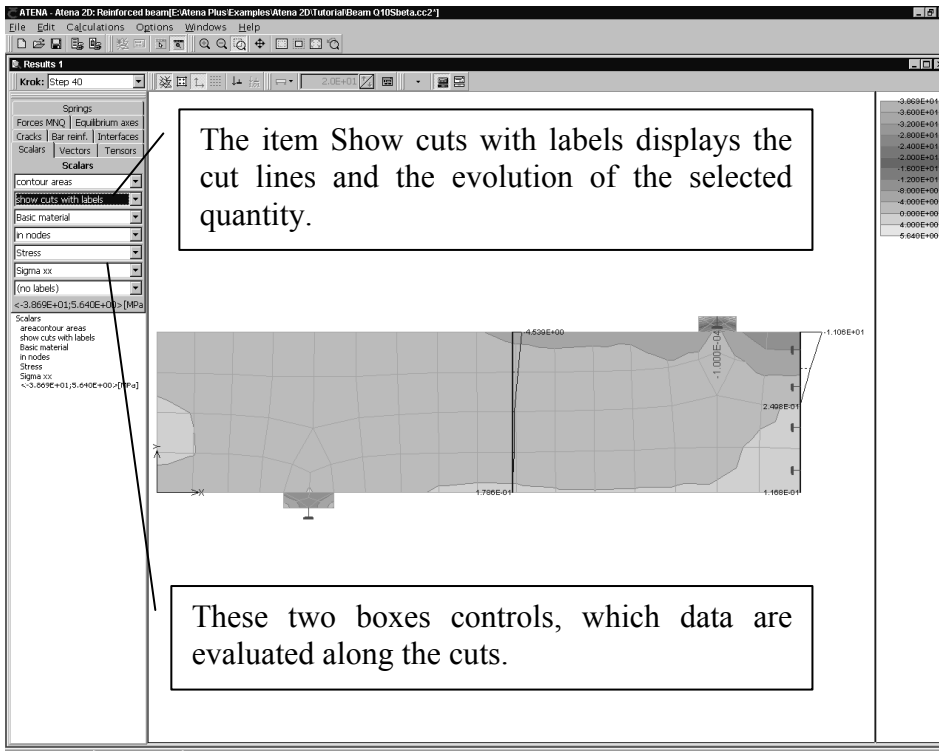 ATENA - Atena 2D: Reinforced beam[E:\Atena Plus\Examples\Atena 2D\Tutorial\Beam Q10Sbeta.cc2*]
File Edit Calculations Options Windows Help
Results 1
Krok: Step 40
2.0E+01
Springs
Forces MNQ Equilibrium axes
Cracks Bar reinf. Interfaces
Scalars Vectors Tensors
Scalars
contour areas
show cuts with labels
Basic material
in nodes
Stress
Sigma xx
(no labels)
<-3.869E+01;5.640E+00>[MPa
Scalars
areacontour areas
show cuts with labels
Basic material
in nodes
Stress
Sigma xx
<-3.869E+01;5.640E+00>[MPa]
The item Show cuts with labels displays the
cut lines and the evolution of the selected
quantity.
-4.539E+00
-1.000E-04
-1.106E+01
2.498E-01
1.786E-01
1.168E-01
Y
X
These two boxes controls, which data are
evaluated along the cuts.
-3.869E+01
-3.600E+01
-3.200E+01
-2.800E+01
-2.400E+01
-2.000E+01
-1.600E+01
-1.200E+01
-8.000E+00
-4.000E+00
0.000E+00
4.000E+00
5.640E+00